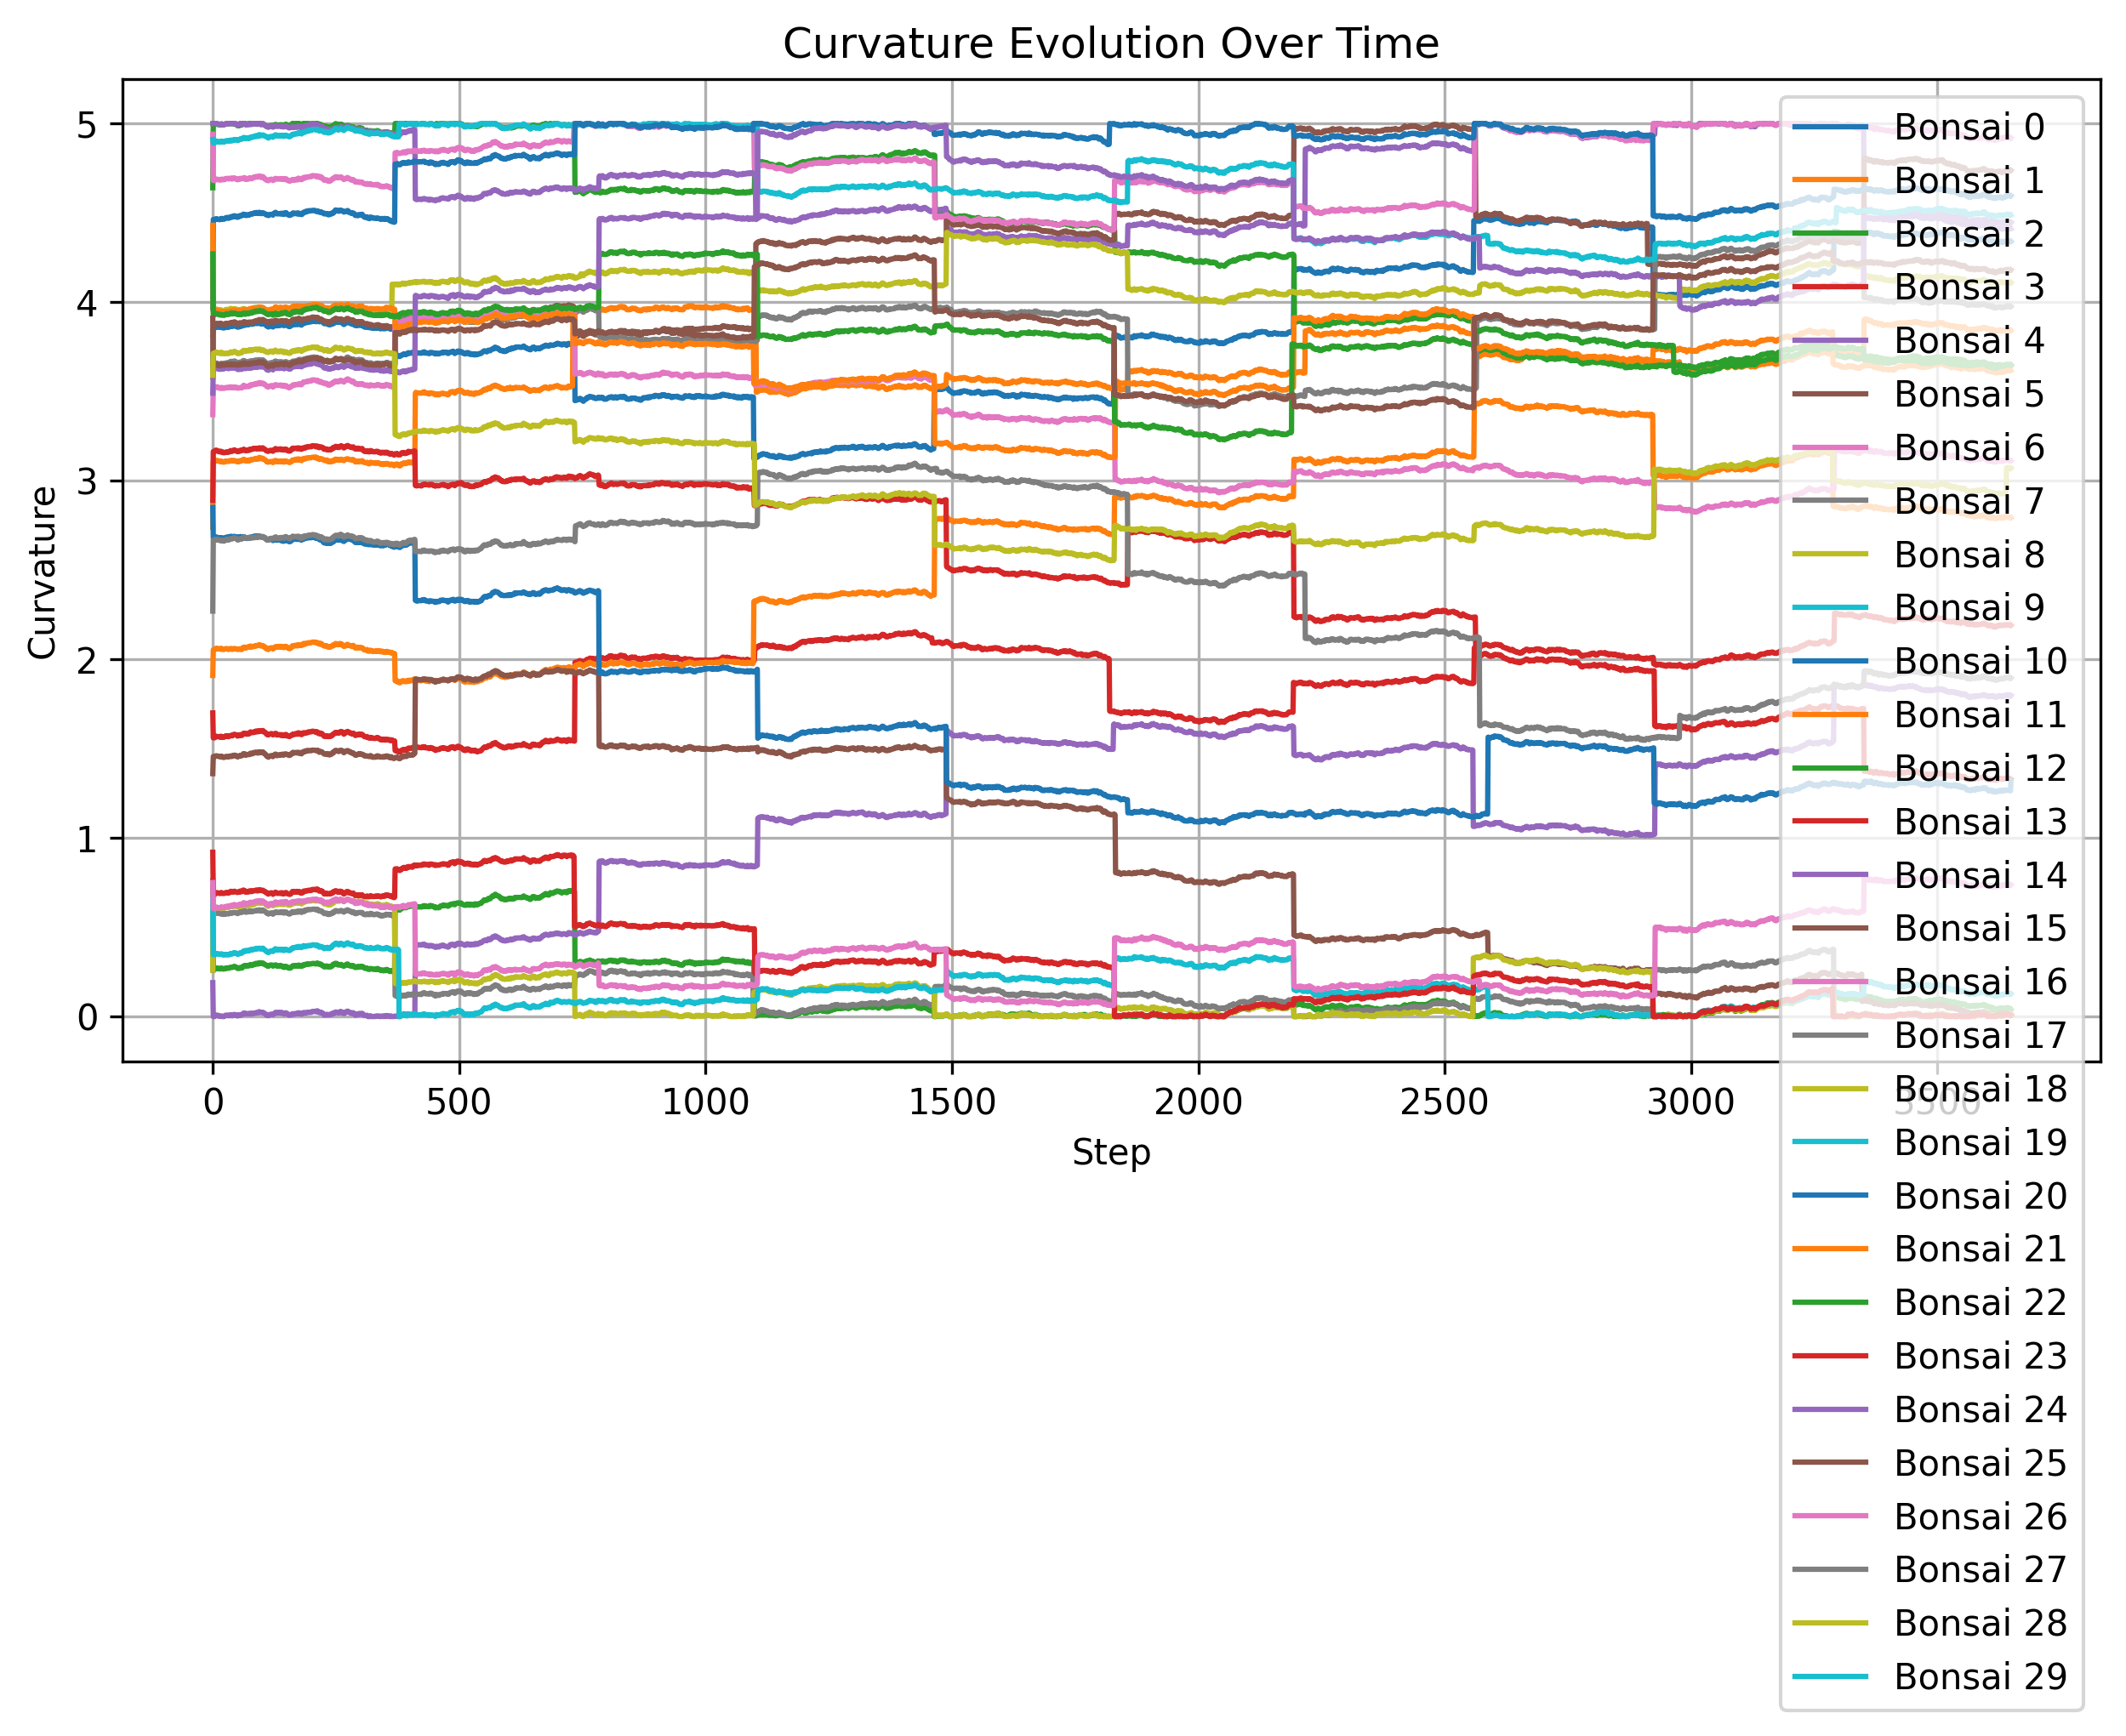 Curvature Evolution Over Time
Curvature
5
4
3
2
1
0
0
500
1000
1500
2000
2500
3000
3500
Step
Bonsai 0
Bonsai 1
Bonsai 2
Bonsai 3
Bonsai 4
Bonsai 5
Bonsai 6
Bonsai 7
Bonsai 8
Bonsai 9
Bonsai 10
Bonsai 11
Bonsai 12
Bonsai 13
Bonsai 14
Bonsai 15
Bonsai 16
Bonsai 17
Bonsai 18
Bonsai 19
Bonsai 20
Bonsai 21
Bonsai 22
Bonsai 23
Bonsai 24
Bonsai 25
Bonsai 26
Bonsai 27
Bonsai 28
Bonsai 29